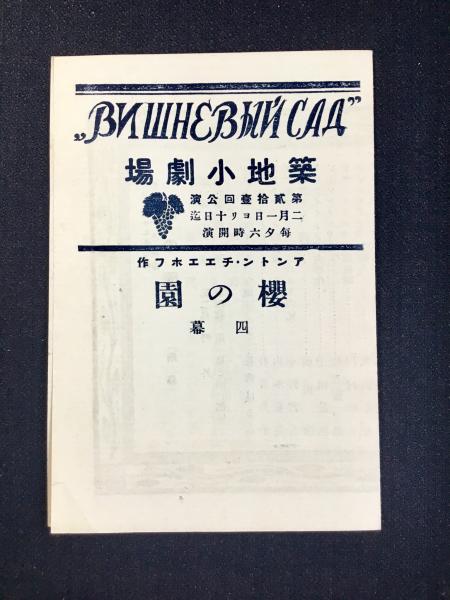 „ВИШНЕВЫЙ САД”
築地小劇場
第貳拾壹回公演
二月一日ヨリ十日迄
每夕六時開演
アントン・チエエホフ作
櫻の園
四幕